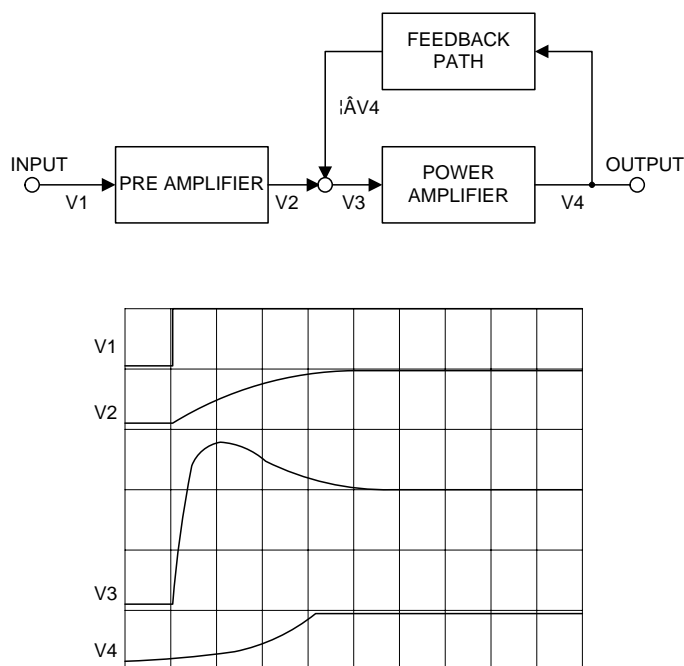 FEEDBACK
PATH
¦ÂV4
INPUT
PRE AMPLIFIER
POWER
AMPLIFIER
OUTPUT
V1
V2
V3
V4
V1
V2
V3
V4